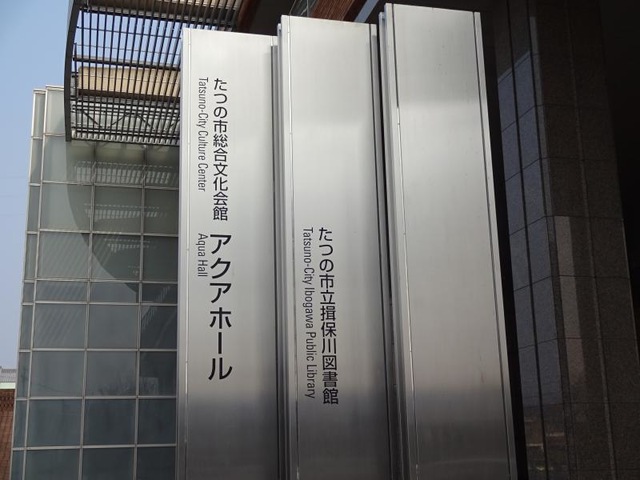 たつの市総合文化会館
Tatsuno-City Culture Center
アクアホール
Aqua Hall
たつの市立揖保川図書館
Tatsuno-City Ibogawa Public Library